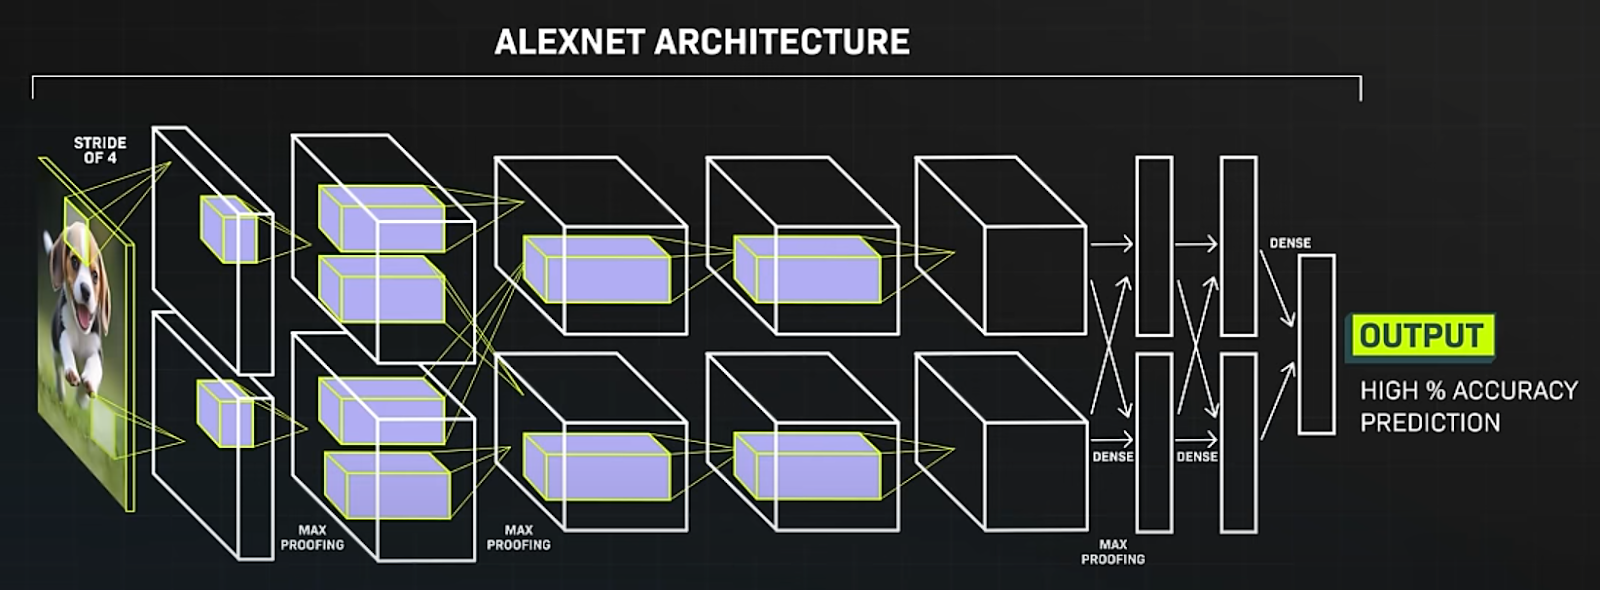 ALEXNET ARCHITECTURE
STRIDE
OF 4
DENSE
OUTPUT
HIGH % ACCURACY
PREDICTION
DENSE
DENSE
MAX
PROOFING
MAX
PROOFING
MAX
PROOFING